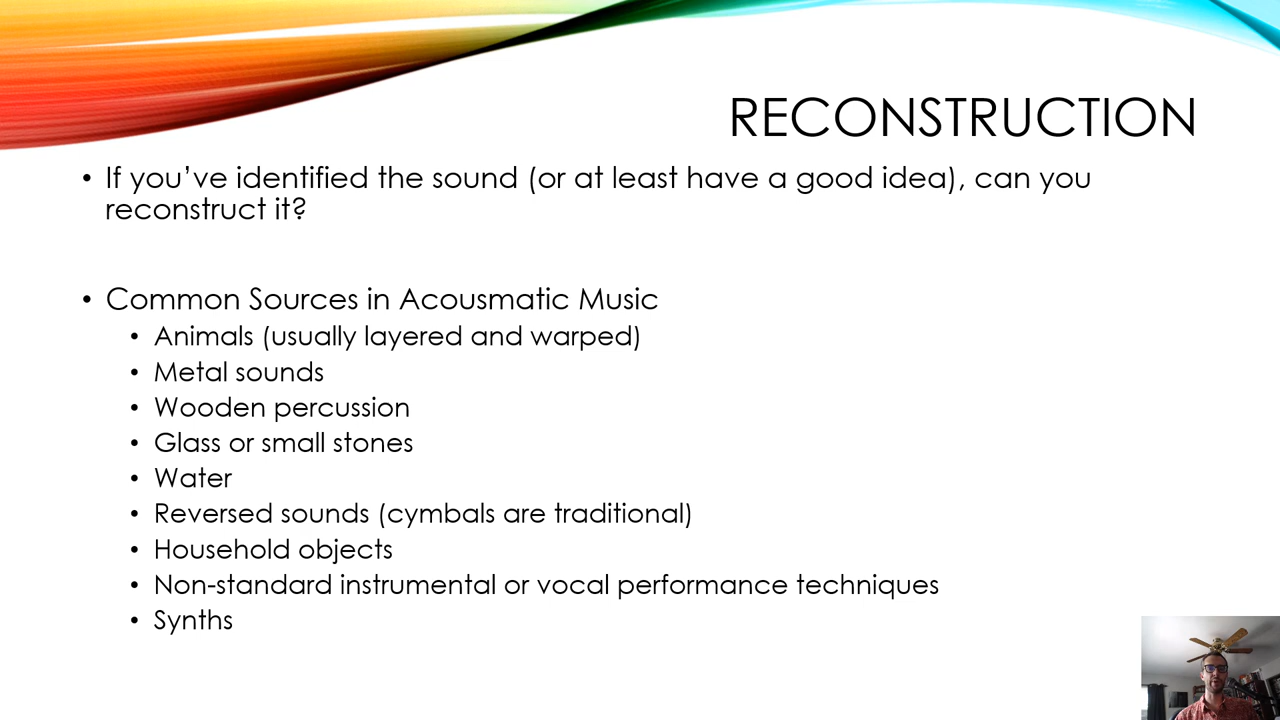 RECONSTRUCTION
• If you’ve identified the sound (or at least have a good idea), can you
reconstruct it?
• Common Sources in Acousmatic Music
• Animals (usually layered and warped)
• Metal sounds
• Wooden percussion
• Glass or small stones
• Water
• Reversed sounds (cymbals are traditional)
• Household objects
• Non-standard instrumental or vocal performance techniques
• Synths